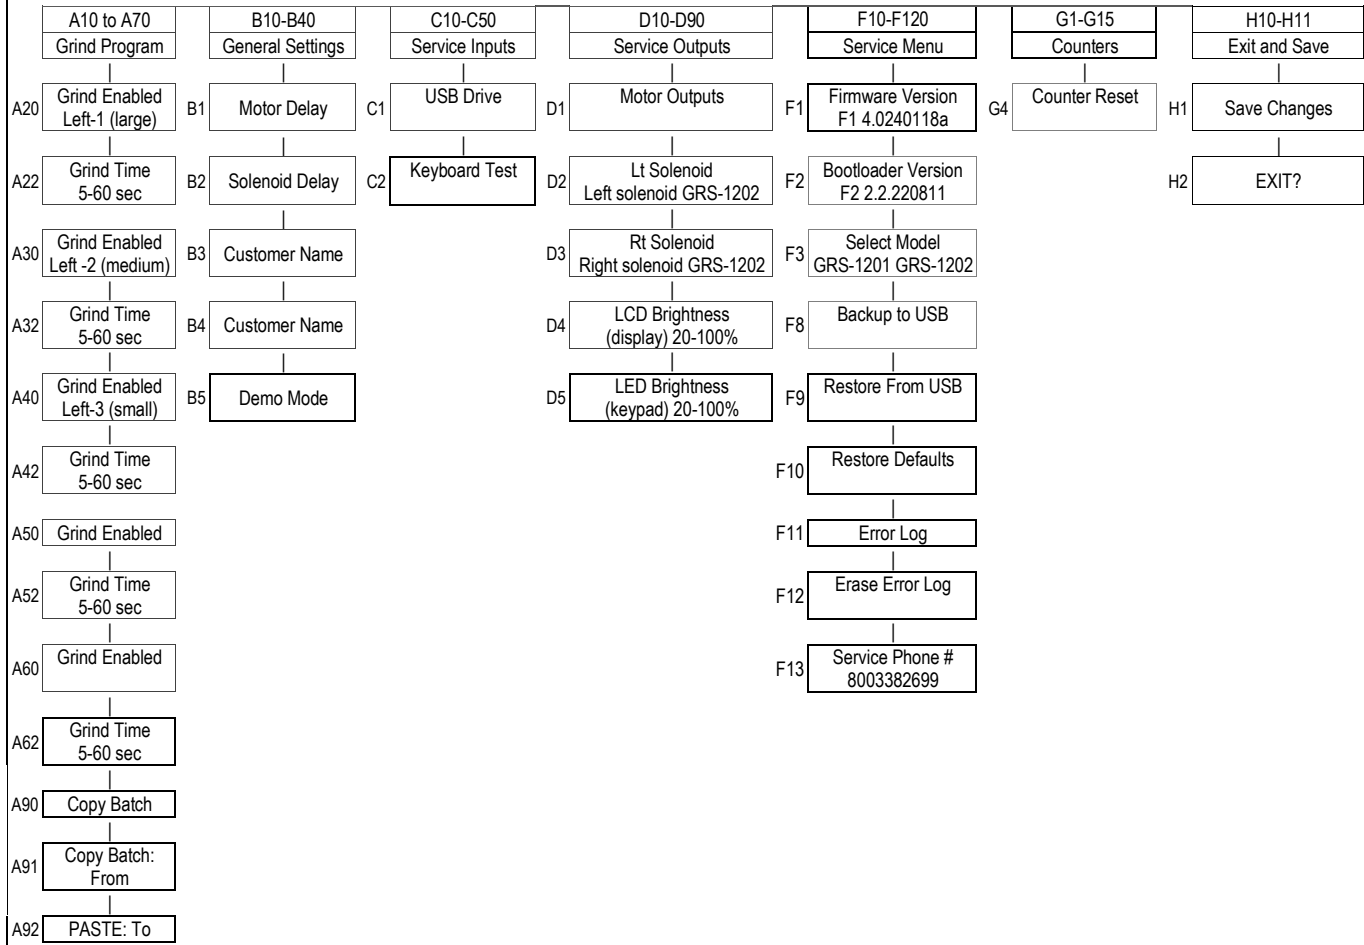 A10 to A70
Grind Program
A20
Grind Enabled
Left-1 (large)
A22
Grind Time
5-60 sec
A30
Grind Enabled
Left -2 (medium)
A32
Grind Time
5-60 sec
A40
Grind Enabled
Left-3 (small)
A42
Grind Time
5-60 sec
A50
Grind Enabled
A52
Grind Time
5-60 sec
A60
Grind Enabled
A62
Grind Time
5-60 sec
A90
Copy Batch
A91
Copy Batch:
From
A92
PASTE: To
B10-B40
General Settings
B1
Motor Delay
B2
Solenoid Delay
B3
Customer Name
B4
Customer Name
B5
Demo Mode
C10-C50
Service Inputs
C1
USB Drive
C2
Keyboard Test
D10-D90
Service Outputs
D1
Motor Outputs
D2
Lt Solenoid
Left solenoid GRS-1202
D3
Rt Solenoid
Right solenoid GRS-1202
D4
LCD Brightness
(display) 20-100%
D5
LED Brightness
(keypad) 20-100%
F10-F120
Service Menu
F1
Firmware Version
F1 4.0240118a
F2
Bootloader Version
F2 2.2.220811
F3
Select Model
GRS-1201 GRS-1202
F8
Backup to USB
F9
Restore From USB
F10
Restore Defaults
F11
Error Log
F12
Erase Error Log
F13
Service Phone #
8003382699
G1-G15
Counters
G4
Counter Reset
H10-H11
Exit and Save
H1
Save Changes
H2
EXIT?